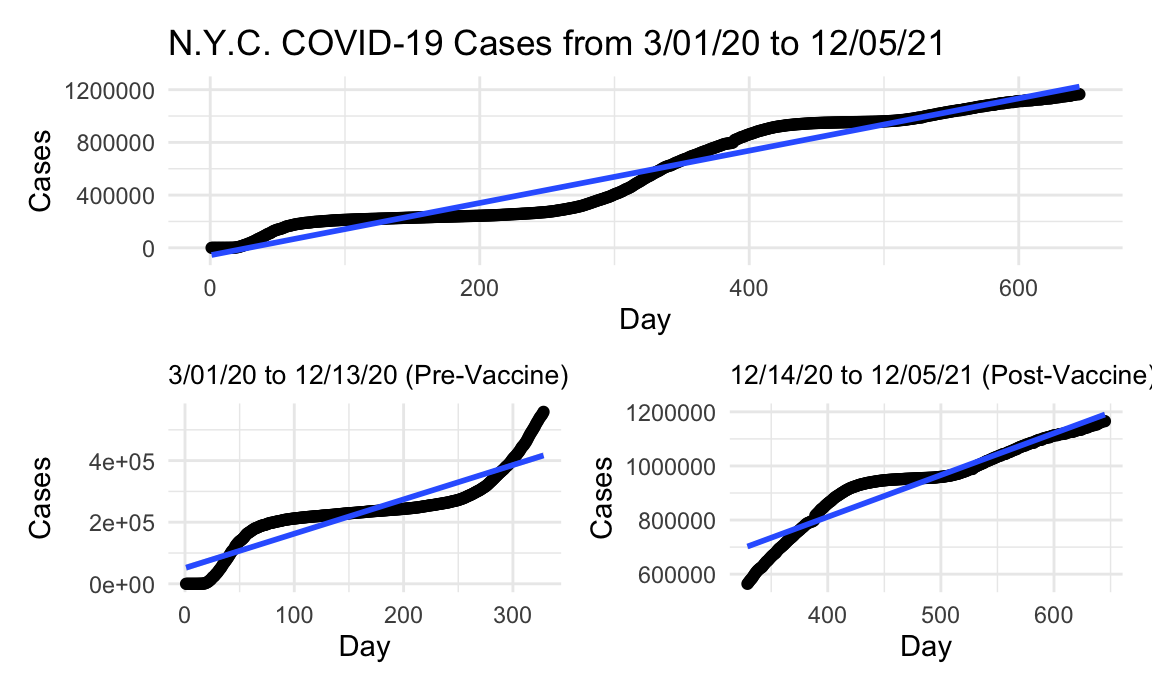 N.Y.C. COVID-19 Cases from 3/01/20 to 12/05/21
1200000
800000
400000
0
Cases
0 200 400 600
Day
3/01/20 to 12/13/20 (Pre-Vaccine)
4e+05
2e+05
0e+00
Cases
0 100 200 300
Day
12/14/20 to 12/05/21 (Post-Vaccine)
1200000
1000000
800000
600000
Cases
400 500 600
Day